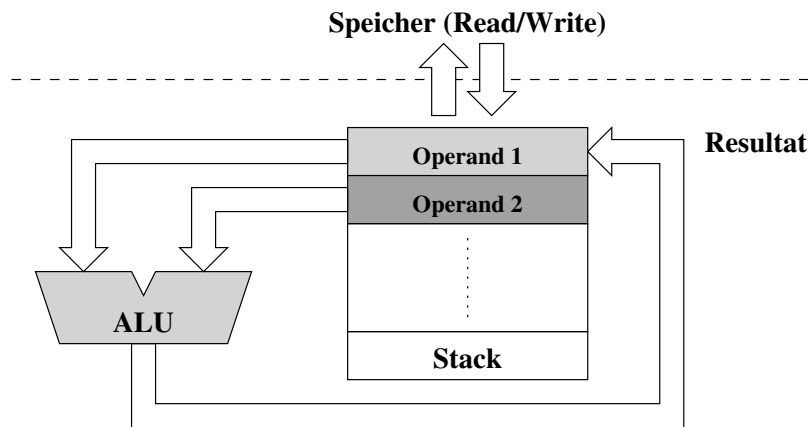 Speicher (Read/Write)
Resultat
Operand 1
Operand 2
ALU
Stack